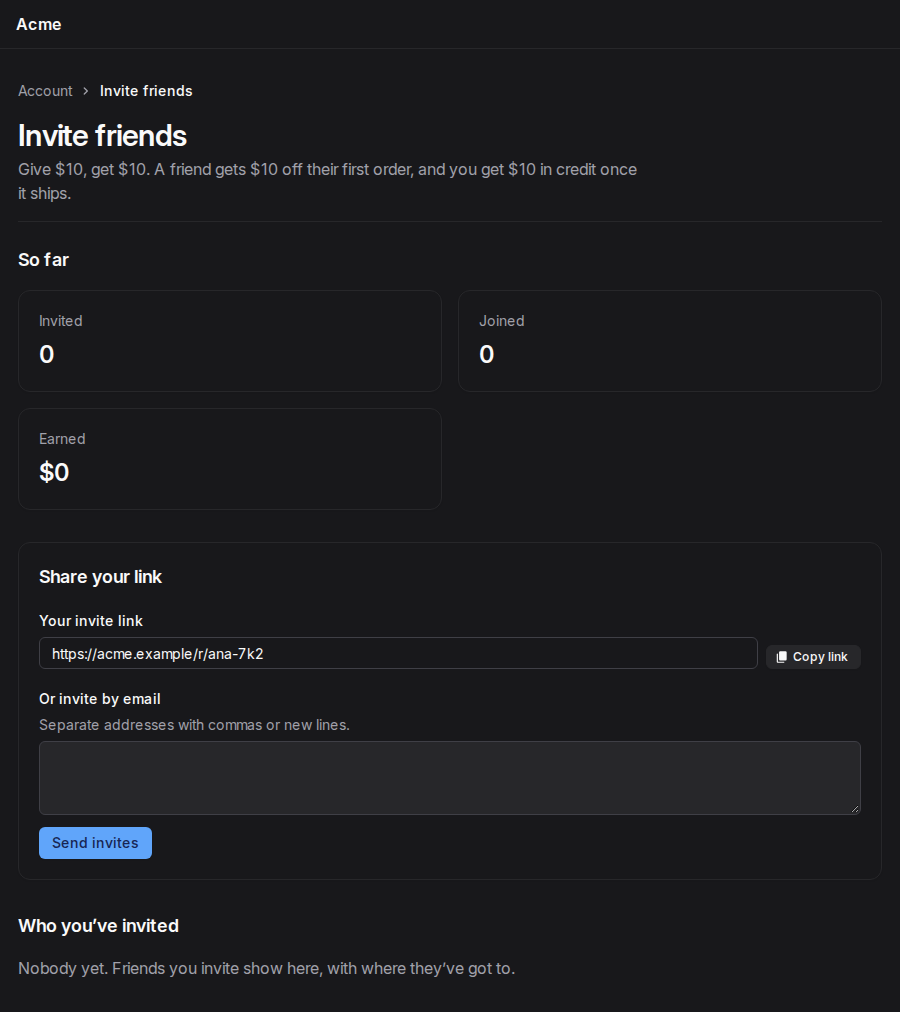 Acme
Account > Invite friends
Invite friends
Give $10, get $10. A friend gets $10 off their first order, and you get $10 in credit once
it ships.
So far
Invited
0
Joined
0
Earned
$0
Share your link
Your invite link
https://acme.example/r/ana-7k2
Copy link
Or invite by email
Separate addresses with commas or new lines.
Send invites
Who you’ve invited
Nobody yet. Friends you invite show here, with where they’ve got to.